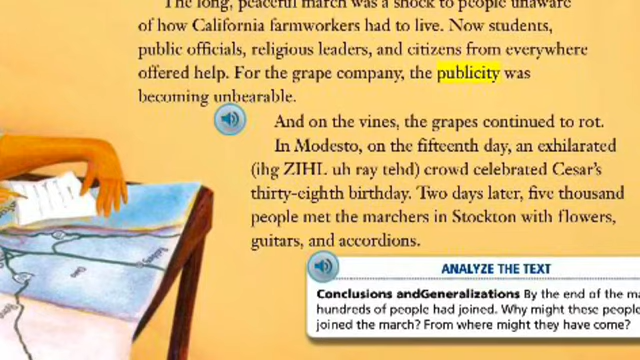 The long, peaceful march was a shock to people unaware
of how California farmworkers had to live. Now students,
public officials, religious leaders, and citizens from everywhere
offered help. For the grape company, the publicity was
becoming unbearable.
And on the vines, the grapes continued to rot.
In Modesto, on the fifteenth day, an exhilarated
(ihg ZIHL uh ray tehd) crowd celebrated Cesar's
thirty-eighth birthday. Two days later, five thousand
people met the marchers in Stockton with flowers,
guitars, and accordions.
ANALYZE THE TEXT
Conclusions andGeneralizations By the end of the
hundreds of people had joined. Why might these people
joined the march? From where might they have come?